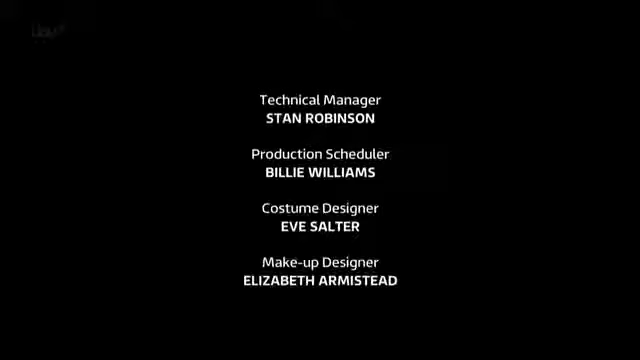 Technical Manager
STAN ROBINSON
Production Scheduler
BILLIE WILLIAMS
Costume Designer
EVE SALTER
Make-up Designer
ELIZABETH ARMISTEAD